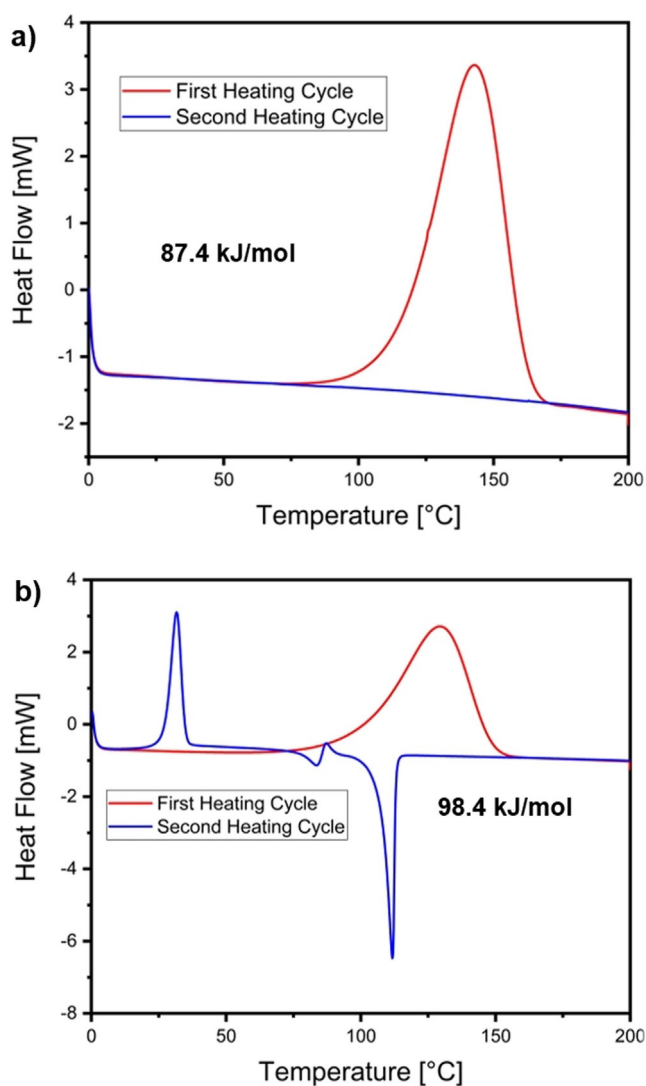 a)
4
3
2
1
0
-1
-2
Heat Flow [mW]
First Heating Cycle
Second Heating Cycle
87.4 kJ/mol
0
50
100
150
200
Temperature [°C]
b)
4
2
0
-2
-4
-6
-8
Heat Flow [mW]
First Heating Cycle
Second Heating Cycle
98.4 kJ/mol
0
50
100
150
200
Temperature [°C]